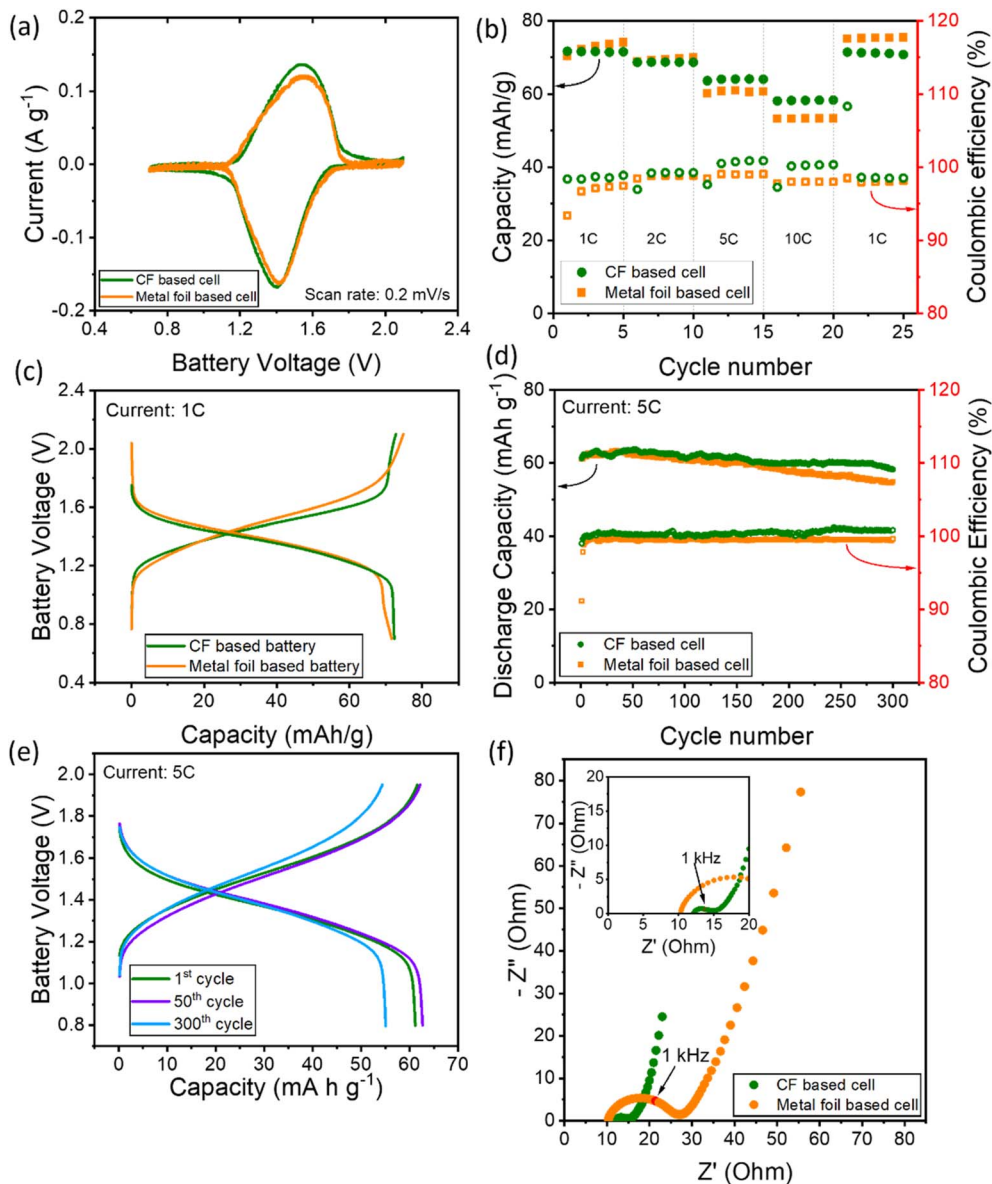 (a)
Current (A g⁻¹)
0.1
0.0
-0.1
-0.2
CF based cell
Metal foil based cell
Scan rate: 0.2 mV/s
0.4 0.8 1.2 1.6 2.0 2.4
Battery Voltage (V)
(b)
Capacity (mAh/g)
80
60
40
20
0
1C 2C 5C 10C 1C
CF based cell
Metal foil based cell
0 5 10 15 20 25
Cycle number
120
110
100
90
80
Coulombic efficiency (%)
(c)
Current: 1C
Battery Voltage (V)
2.0
1.6
1.2
0.8
0.4
CF based battery
Metal foil based battery
0 20 40 60 80
Capacity (mAh/g)
(d)
Current: 5C
Discharge Capacity (mAh g⁻¹)
80
60
40
20
0
CF based cell
Metal foil based cell
0 50 100 150 200 250 300
Cycle number
120
110
100
90
80
Coulombic Efficiency (%)
(e)
Current: 5C
Battery Voltage (V)
2.0
1.8
1.6
1.4
1.2
1.0
0.8
1ˢᵗ cycle
50ᵗʰ cycle
300ᵗʰ cycle
0 10 20 30 40 50 60 70
Capacity (mA h g⁻¹)
(f)
- Z" (Ohm)
80
70
60
50
40
30
20
10
0
- Z" (Ohm)
20
15
10
5
0
1 kHz
0 5 10 15 20
Z' (Ohm)
1 kHz
CF based cell
Metal foil based cell
0 10 20 30 40 50 60 70 80
Z' (Ohm)